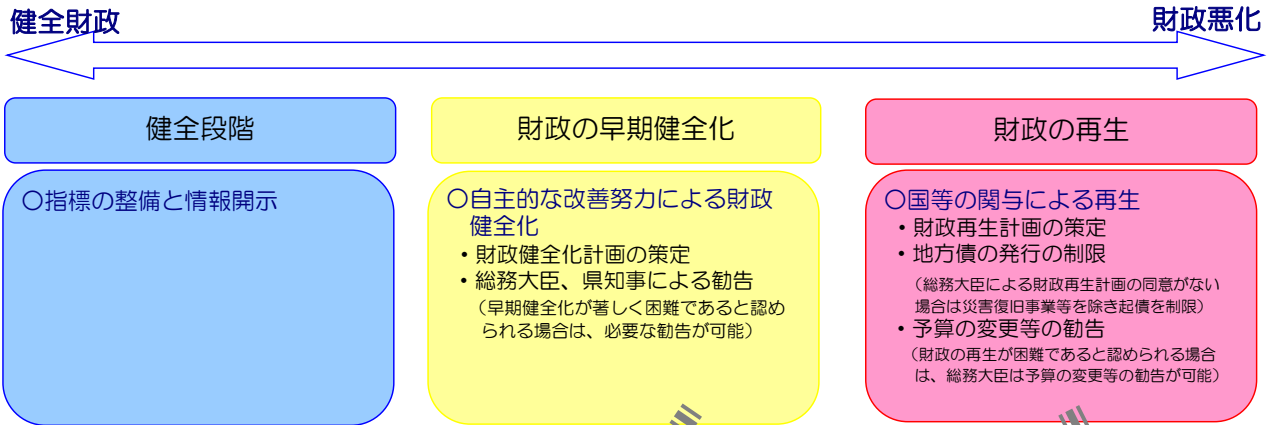 健全財政
財政悪化
健全段階
〇指標の整備と情報開示
財政の早期健全化
〇自主的な改善努力による財政
健全化
・財政健全化計画の策定
・総務大臣、県知事による勧告
（早期健全化が著しく困難であると認め
られる場合は、必要な勧告が可能）
財政の再生
〇国等の関与による再生
・財政再生計画の策定
・地方債の発行の制限
（総務大臣による財政再生計画の同意がない
場合は災害復旧事業等を除き起債を制限）
・予算の変更等の勧告
（財政の再生が困難であると認められる場合
は、総務大臣は予算の変更等の勧告が可能）